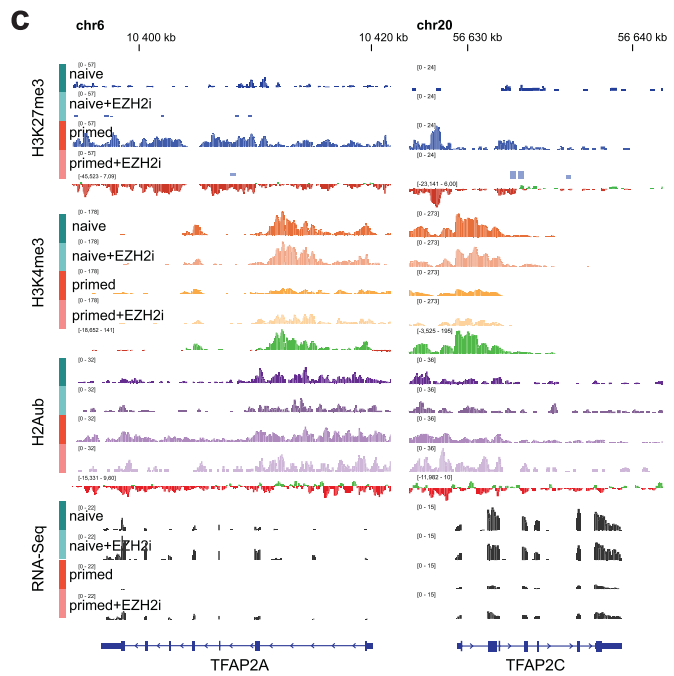 C
chr6 chr20
10 400 kb 10 420 kb 56 630 kb 56 640 kb
H3K27me3
[0 - 57] [0 - 24]
naive
[0 - 57] [0 - 24]
naive+EZH2i
[0 - 57] [0 - 24]
primed
[0 - 57] [0 - 24]
primed+EZH2i
[-45,523 - 7,09] [-23,141 - 6,00]
H3K4me3
[0 - 178] [0 - 273]
naive
[0 - 178] [0 - 273]
naive+EZH2i
[0 - 178] [0 - 273]
primed
[0 - 178] [0 - 273]
primed+EZH2i
[-18,652 - 141] [-3,525 - 195]
H2Aub
[0 - 32] [0 - 36]
[0 - 32] [0 - 36]
[0 - 32] [0 - 36]
[0 - 32] [0 - 36]
[-15,331 - 9,60] [-11,982 - 10]
RNA-Seq
[0 - 22] [0 - 15]
naive
[0 - 22] [0 - 15]
naive+EZH2i
[0 - 22] [0 - 15]
primed
[0 - 22] [0 - 15]
primed+EZH2i
TFAP2A TFAP2C